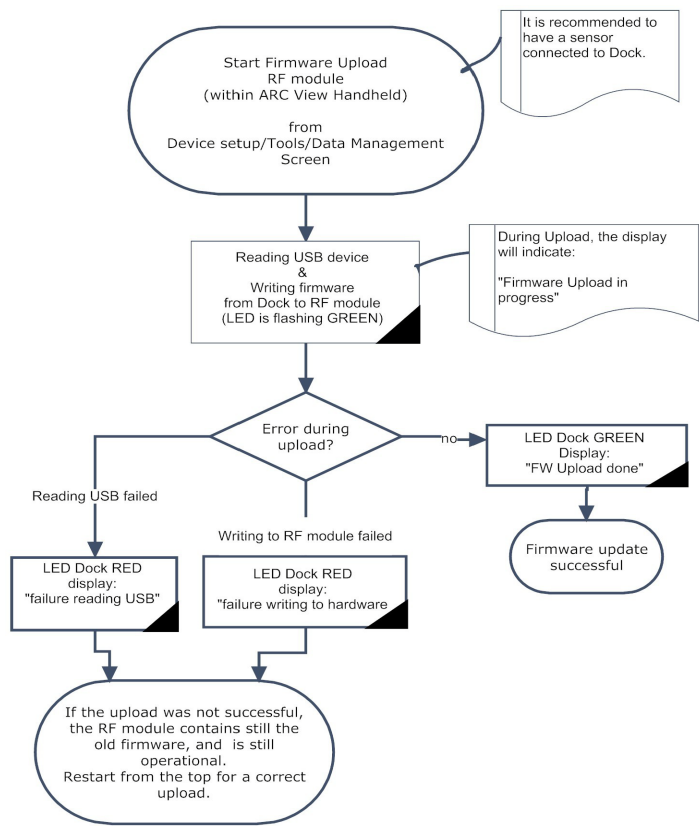 Start Firmware Upload
RF module
(within ARC View Handheld)
from
Device setup/Tools/Data Management
Screen
It is recommended to
have a sensor
connected to Dock.
Reading USB device
&
Writing firmware
from Dock to RF module
(LED is flashing GREEN)
During Upload, the display
will indicate:
"Firmware Upload in
progress"
Error during
upload?
no
LED Dock GREEN
Display:
"FW Upload done"
Firmware update
successful
Reading USB failed
LED Dock RED
display:
"failure reading USB"
Writing to RF module failed
LED Dock RED
display:
"failure writing to hardware
If the upload was not successful,
the RF module contains still the
old firmware, and is still
operational.
Restart from the top for a correct
upload.